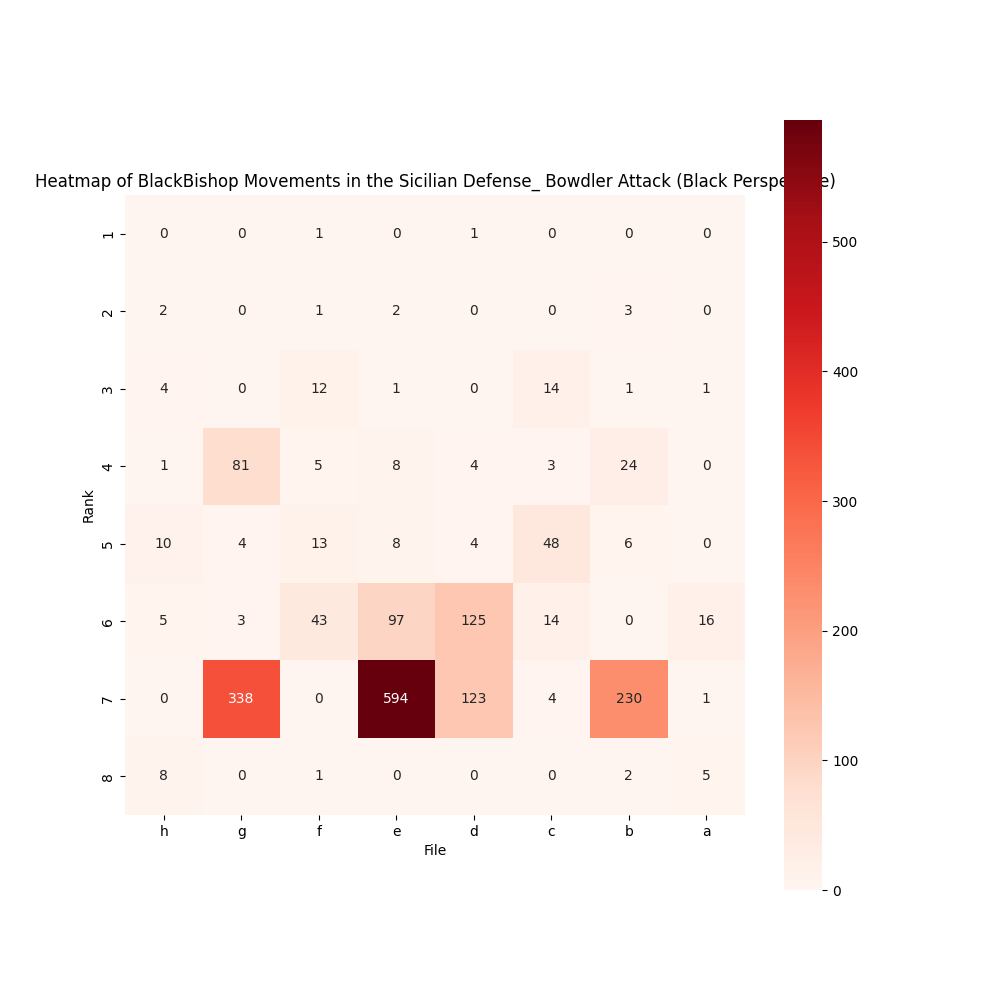 Heatmap of BlackBishop Movements in the Sicilian Defense_ Bowdler Attack (Black Perspe e)
1 0 0 1 0 1 0 0 0
500
2 2 0 1 2 0 0 3 0
400
3 4 0 12 1 0 14 1 1
4 1 81 5 8 4 3 24 0
300
Rank
5 10 4 13 8 4 48 6 0
6 5 3 43 97 125 14 0 16
200
7 0 338 0 594 123 4 230 1
100
8 8 0 1 0 0 0 2 5
h g f e d c b a
File
0